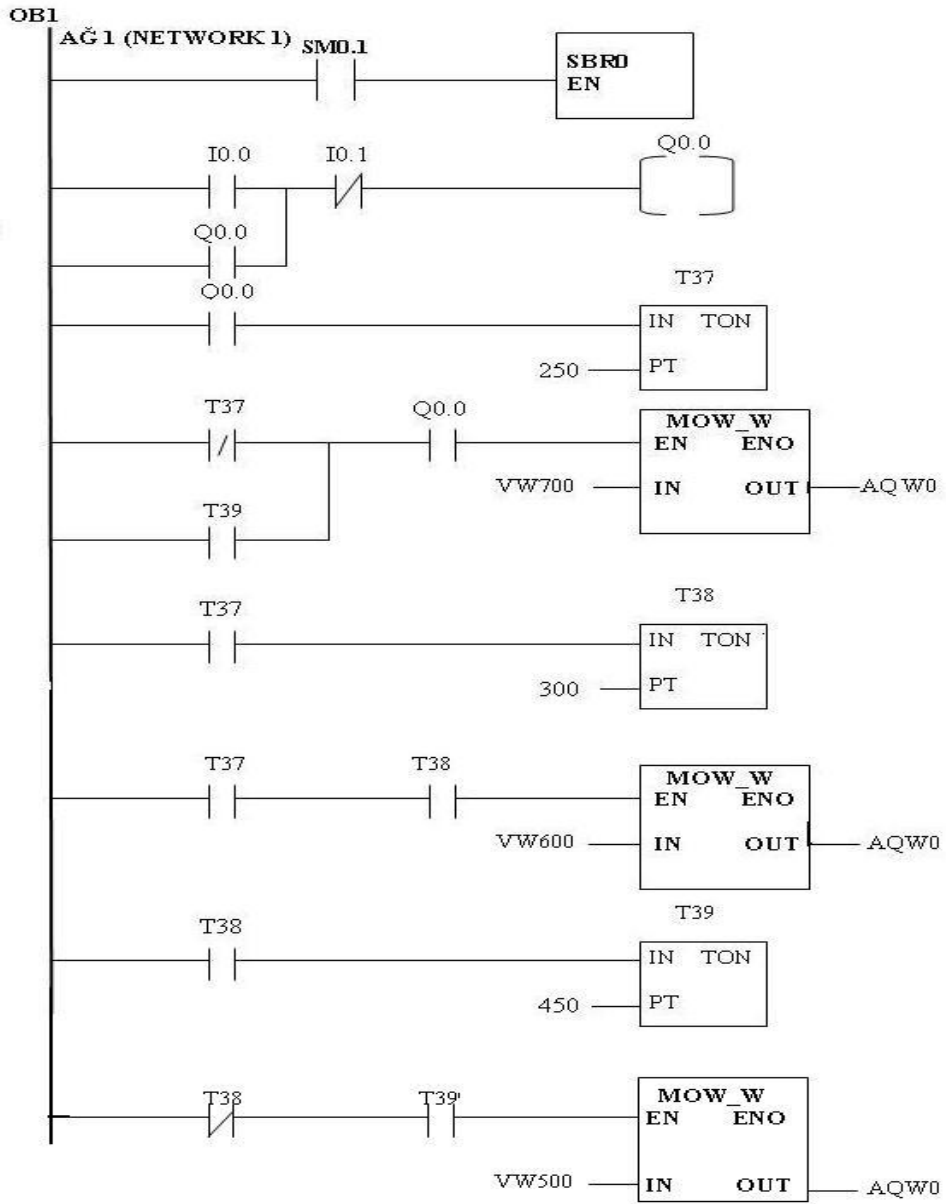 OB1
AĞ 1 (NETWORK 1)
SM0.1
SBR0
EN
I0.0
I0.1
Q0.0
Q0.0
Q0.0
T37
IN TON
250
PT
T37
Q0.0
MOW_W
EN ENO
VW700
IN OUT
AQW0
T39
T37
T38
IN TON
300
PT
T37
T38
MOW_W
EN ENO
VW600
IN OUT
AQW0
T38
T39
IN TON
450
PT
T38
T39'
MOW_W
EN ENO
VW500
IN OUT
AQW0